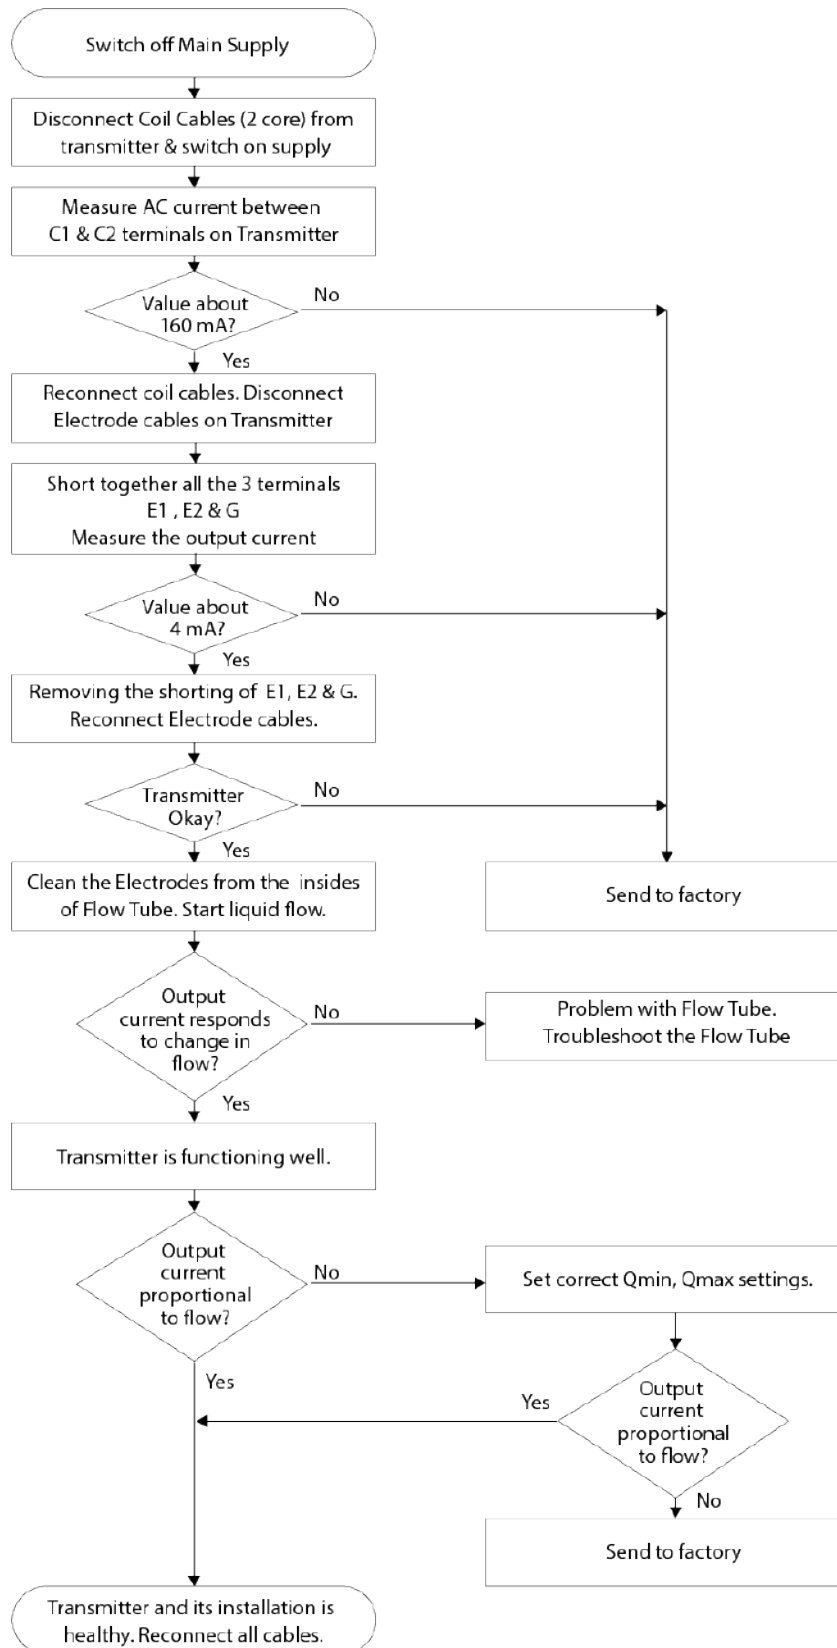 Switch off Main Supply
Disconnect Coil Cables (2 core) from
transmitter & switch on supply
Measure AC current between
C1 & C2 terminals on Transmitter
Value about
160 mA?
No
Yes
Reconnect coil cables. Disconnect
Electrode cables on Transmitter
Short together all the 3 terminals
E1 , E2 & G
Measure the output current
Value about
4 mA?
No
Yes
Removing the shorting of E1, E2 & G.
Reconnect Electrode cables.
Transmitter
Okay?
No
Yes
Clean the Electrodes from the insides
of Flow Tube. Start liquid flow.
Send to factory
Output
current responds
to change in
flow?
No
Problem with Flow Tube.
Troubleshoot the Flow Tube
Yes
Transmitter is functioning well.
Output
current
proportional
to flow?
No
Set correct Qmin, Qmax settings.
Yes
Output
current
proportional
to flow?
Yes
No
Send to factory
Transmitter and its installation is
healthy. Reconnect all cables.